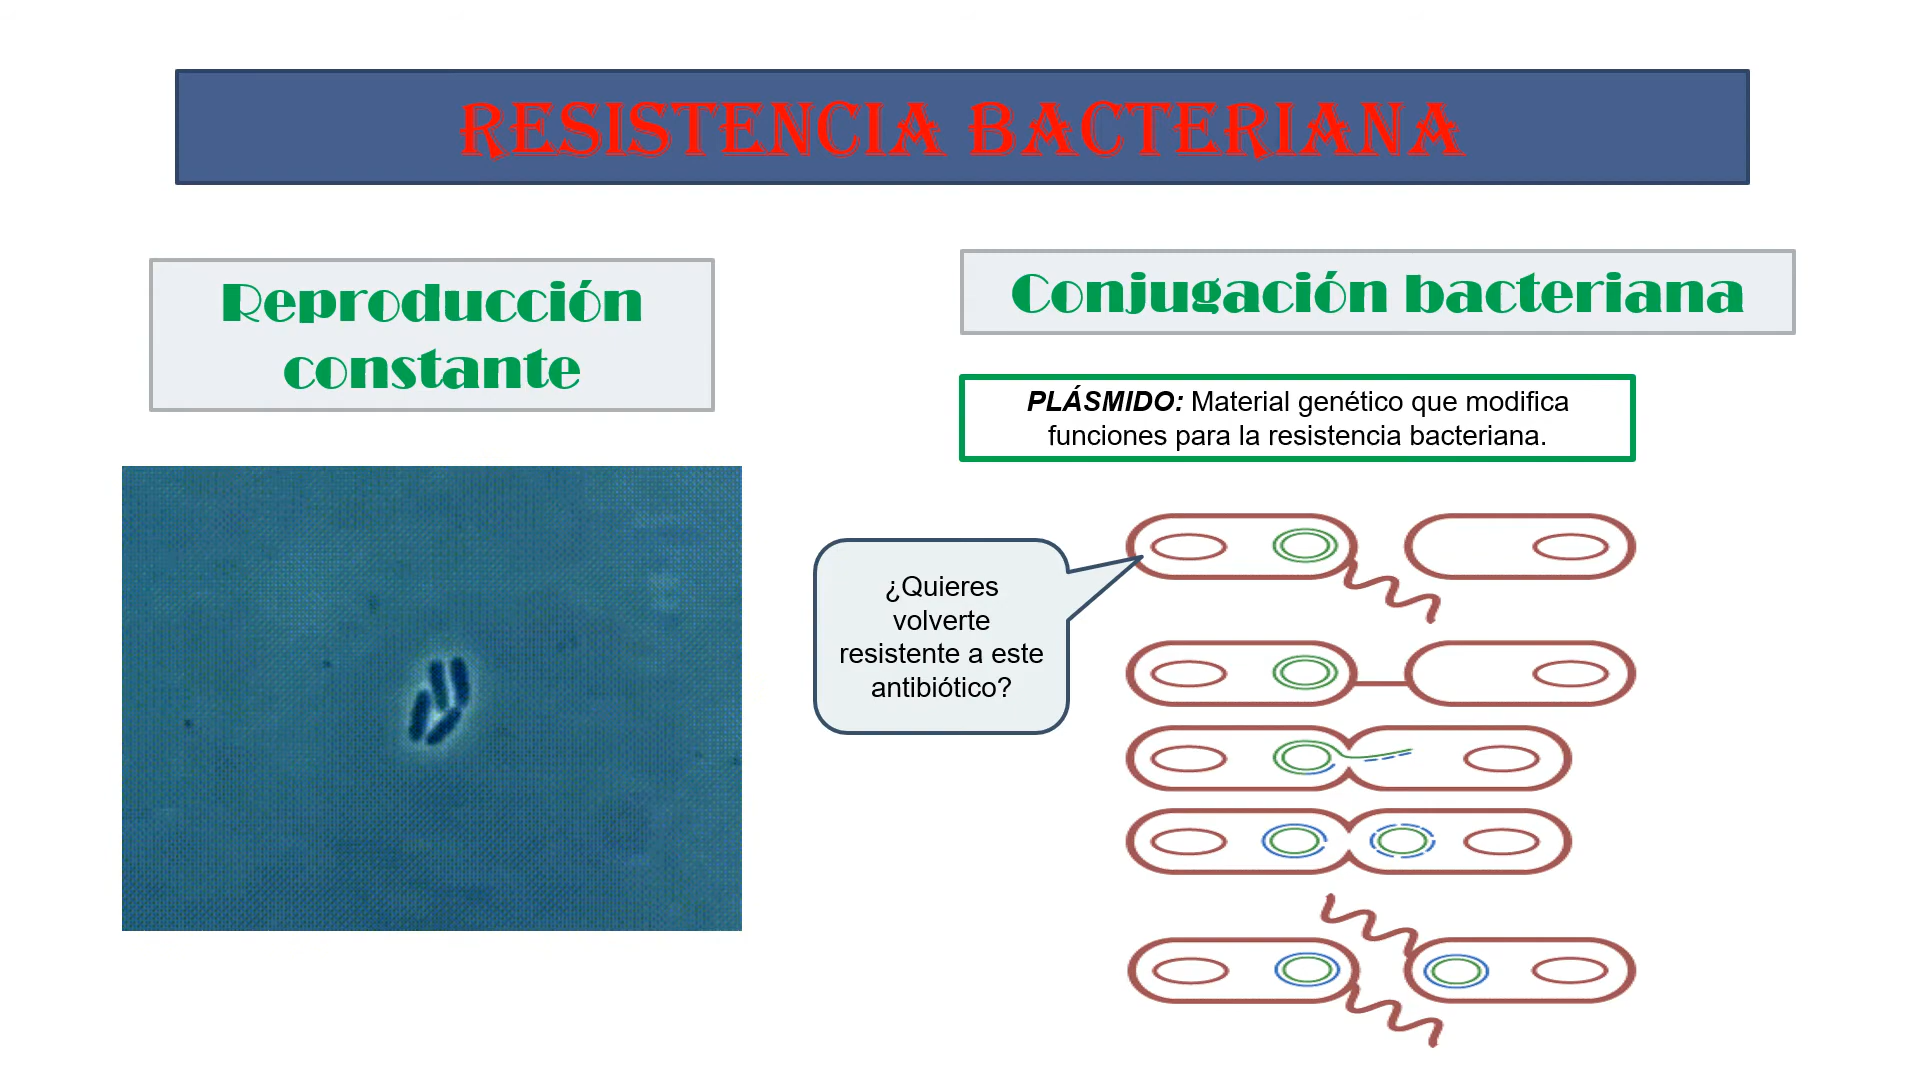 RESISTENCIA BACTERIANA
Reproducción
constante
Conjugación bacteriana
PLÁSMIDO: Material genético que modifica
funciones para la resistencia bacteriana.
¿Quieres
volverte
resistente a este
antibiótico?